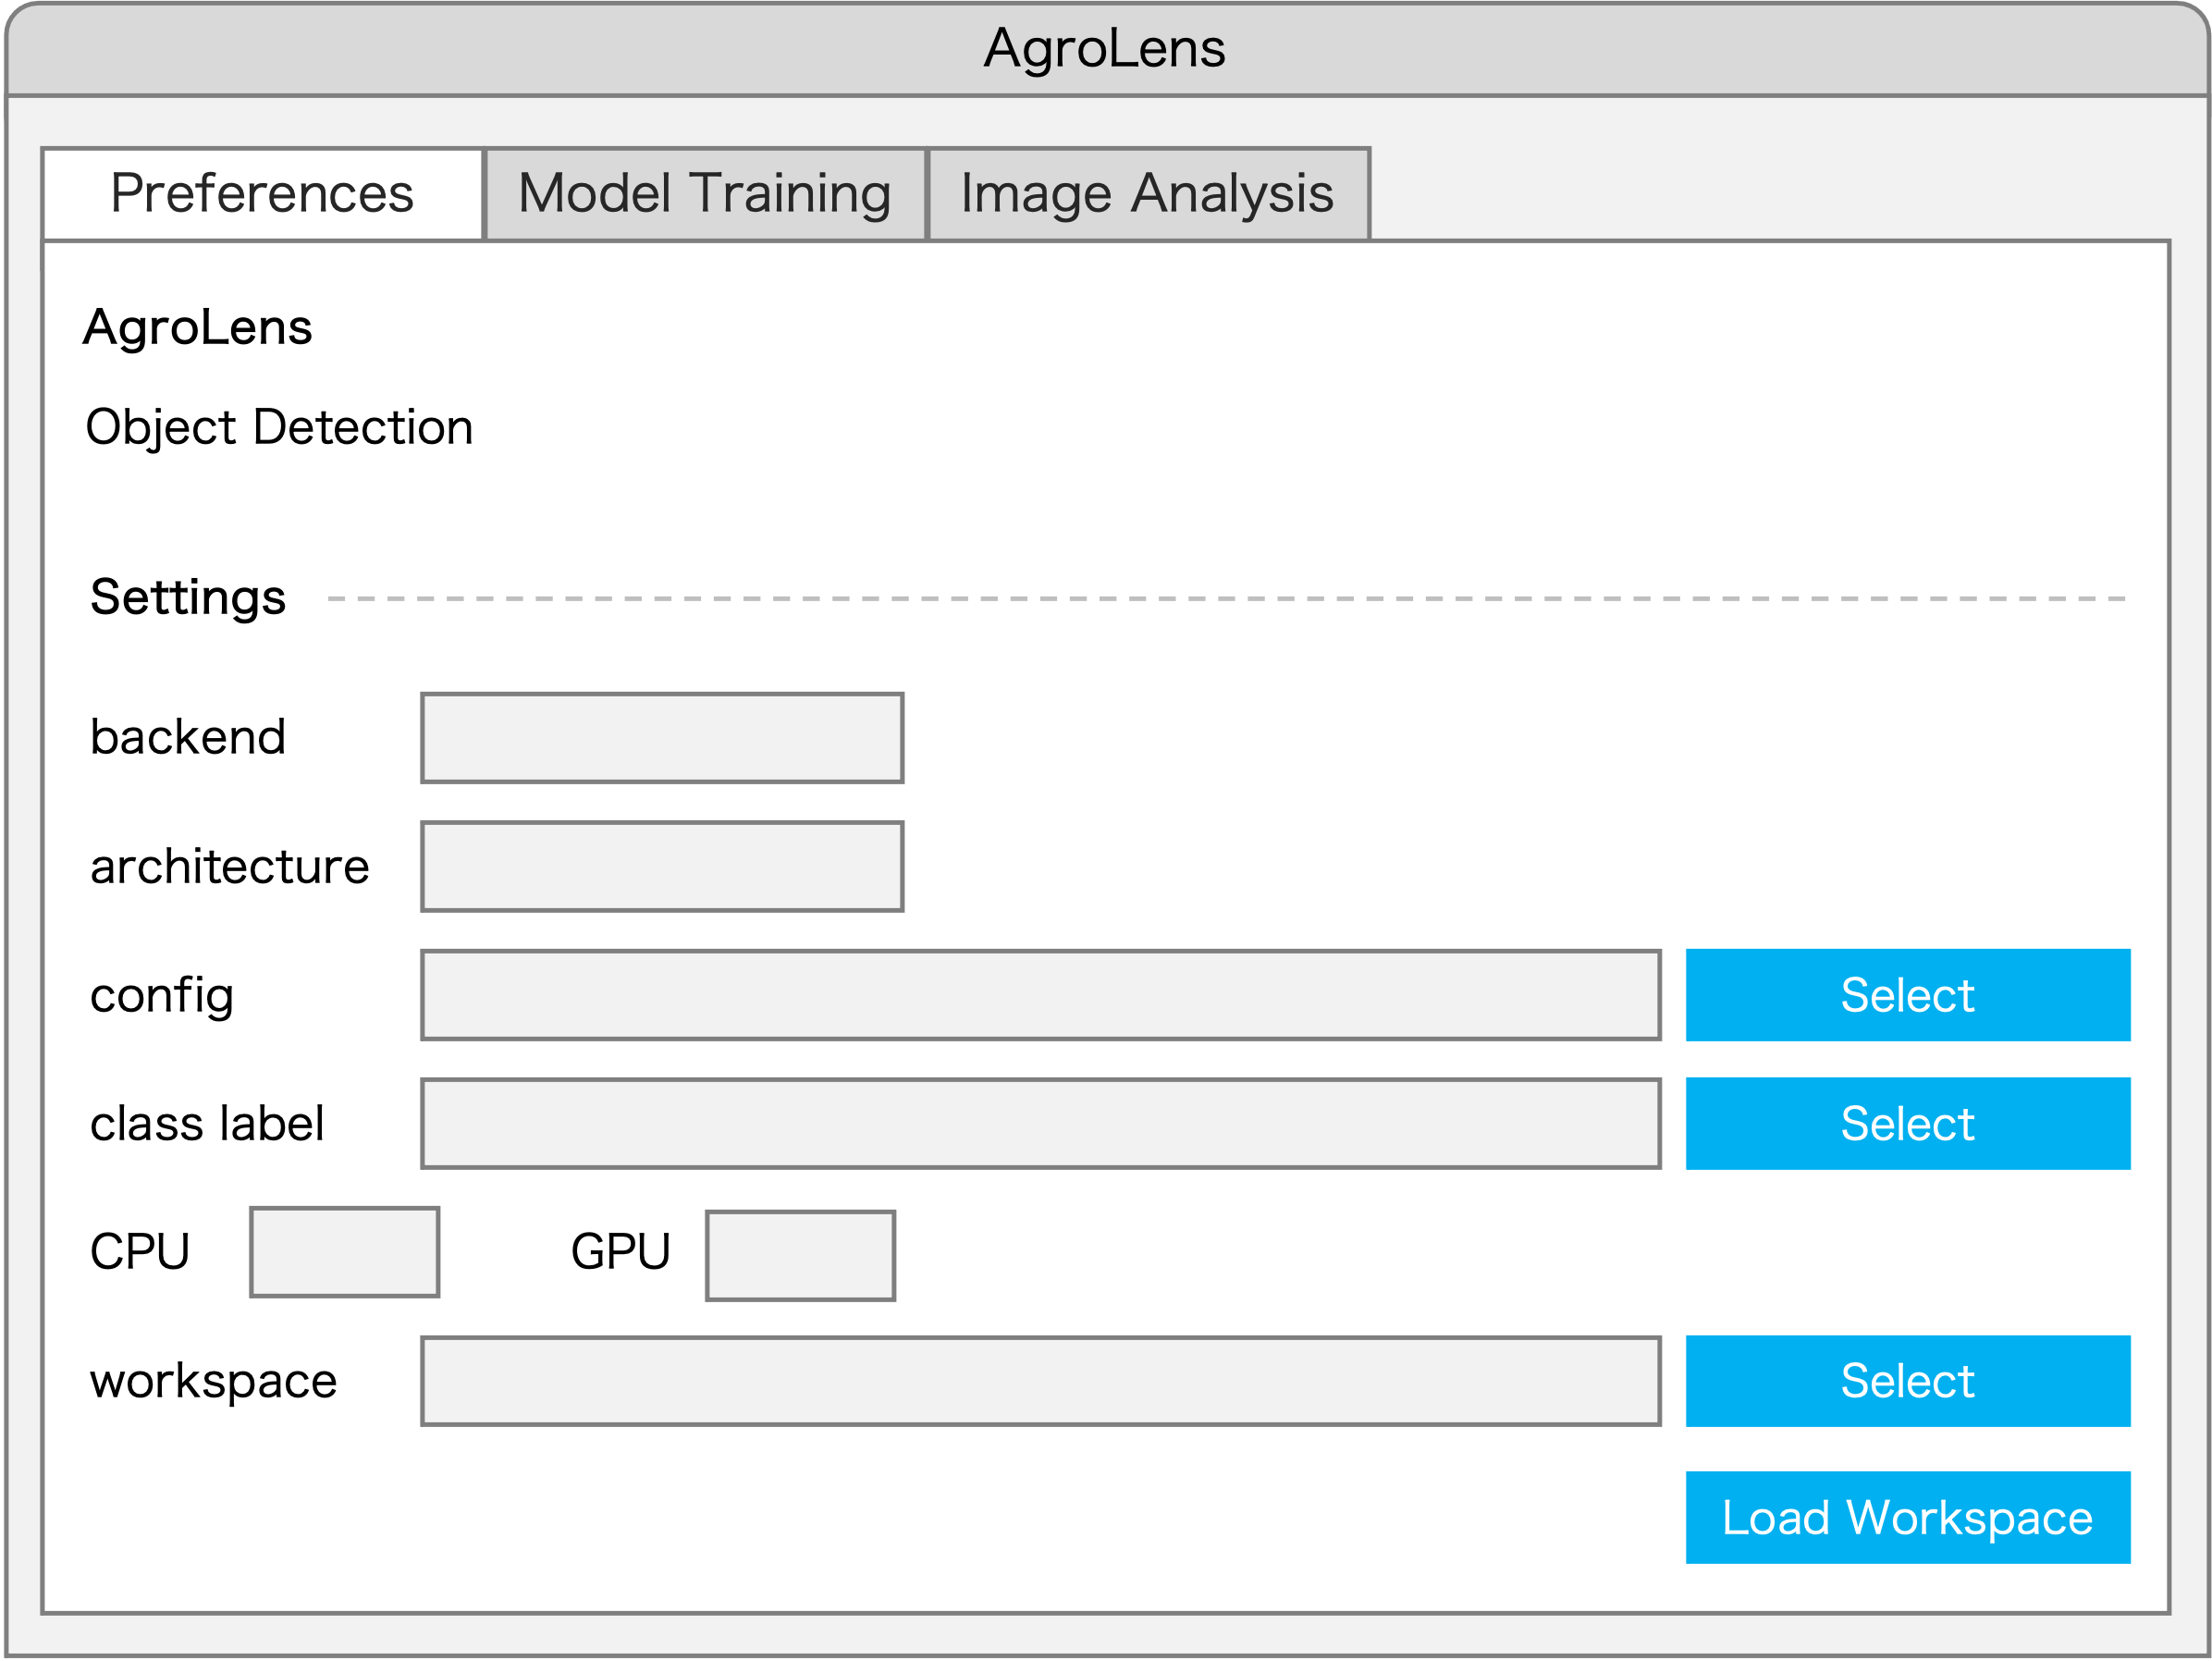 AgroLens
Preferences Model Training Image Analysis
AgroLens
Object Detection
Settings
backend
architecture
config Select
class label Select
CPU GPU
workspace Select
Load Workspace